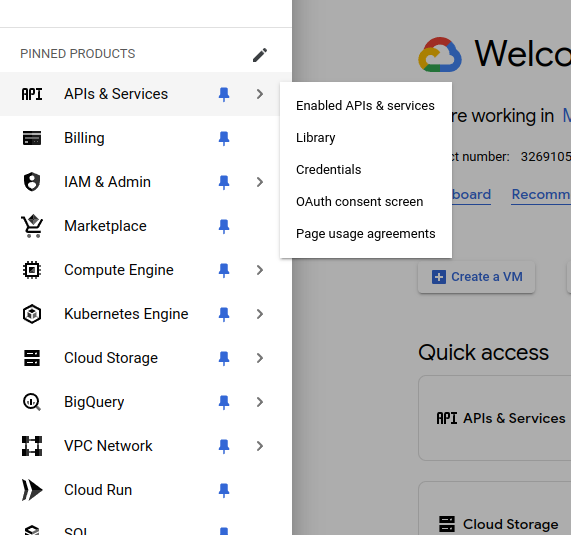 PINNED PRODUCTS
API APIs & Services
Billing
IAM & Admin
Marketplace
Compute Engine
Kubernetes Engine
Cloud Storage
BigQuery
VPC Network
Cloud Run
SQL
Enabled APIs & services
Library
Credentials
OAuth consent screen
Page usage agreements
Welco
re working in M
ct number: 3269105
board Recomm
Create a VM
Quick access
API APIs & Services
Cloud Storage